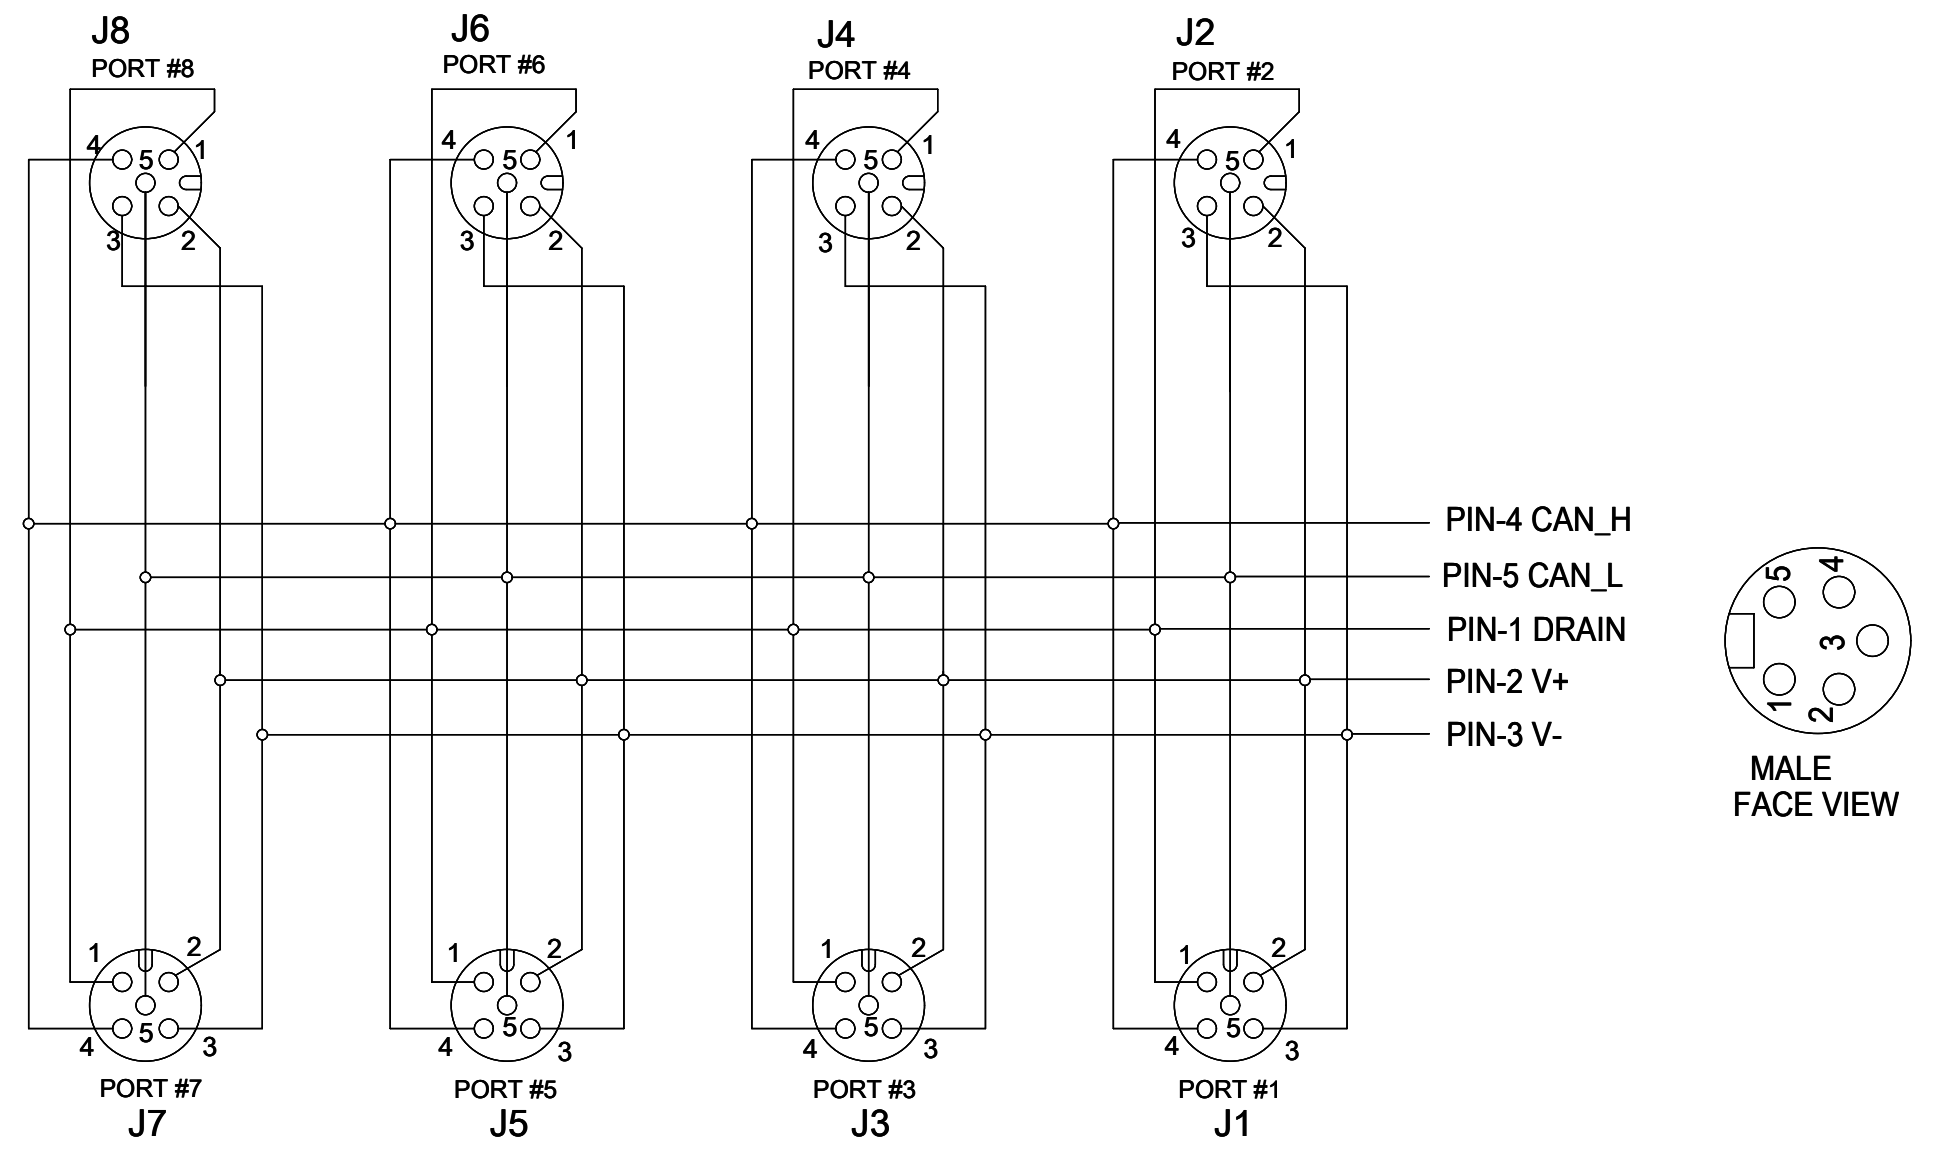 J8
PORT #8
J6
PORT #6
J4
PORT #4
J2
PORT #2
4
5
1
3
2
4
5
1
3
2
4
5
1
3
2
4
5
1
3
2
PIN-4 CAN_H
PIN-5 CAN_L
PIN-1 DRAIN
PIN-2 V+
PIN-3 V-
5
4
3
1
2
MALE
FACE VIEW
1
2
4
5
3
PORT #7
J7
1
2
4
5
3
PORT #5
J5
1
2
4
5
3
PORT #3
J3
1
2
4
5
3
PORT #1
J1